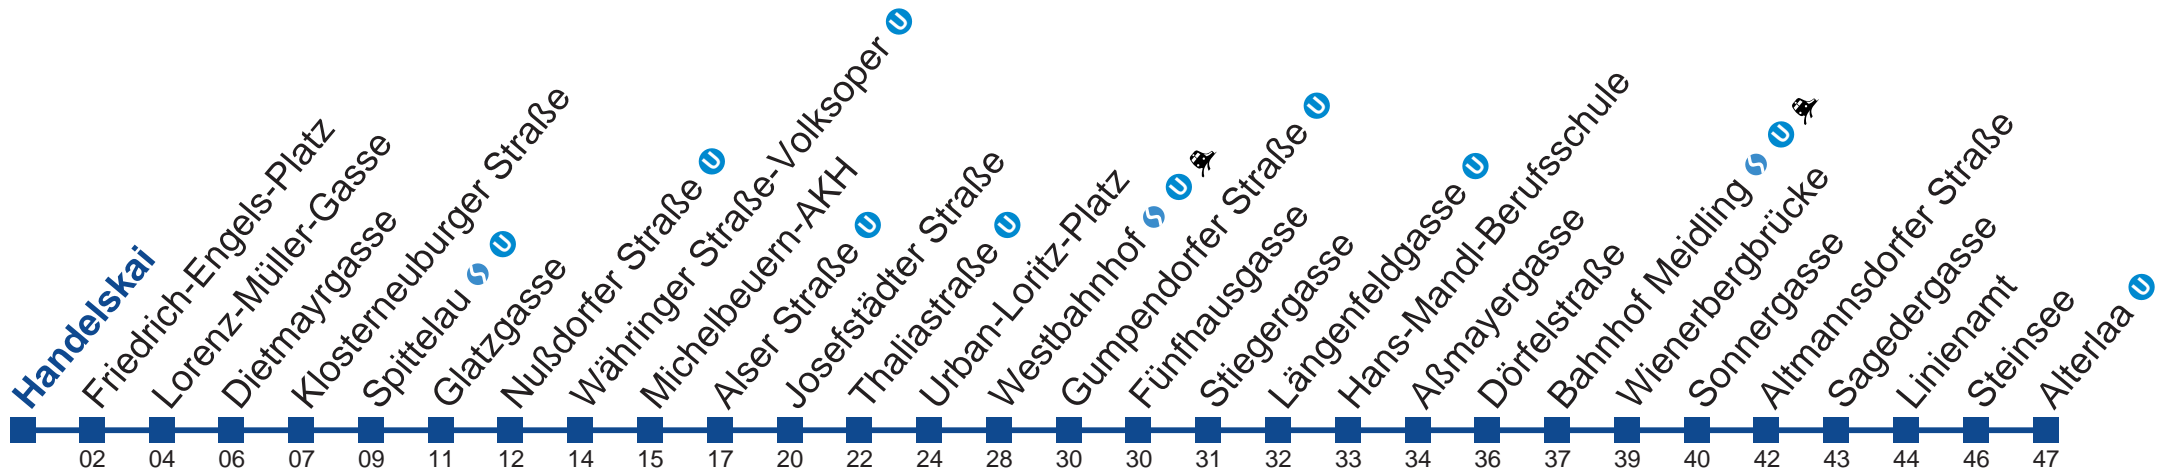 Handelskai
Friedrich-Engels-Platz
Lorenz-Müller-Gasse
Dietmayrgasse
Klosterneuburger Straße
Spittelau S U
Glatzgasse
Nußdorfer Straße U
Währinger Straße-Volksoper U
Michelbeuern-AKH
Alser Straße U
Josefstädter Straße
Thaliastraße U
Urban-Loritz-Platz
Westbahnhof S U
Gumpendorfer Straße U
Fünfhausgasse
Stiegergasse
Längenfeldgasse U
Hans-Mandl-Berufsschule
Aßmayergasse
Dörfelstraße
Bahnhof Meidling S U
Wienerbergbrücke
Sonnergasse
Altmannsdorfer Straße
Sagedergasse
Linienamt
Steinsee
Alterlaa U
02 04 06 07 09 11 12 14 15 17 20 22 24 28 30 30 31 32 33 34 36 37 39 40 42 43 44 46 47